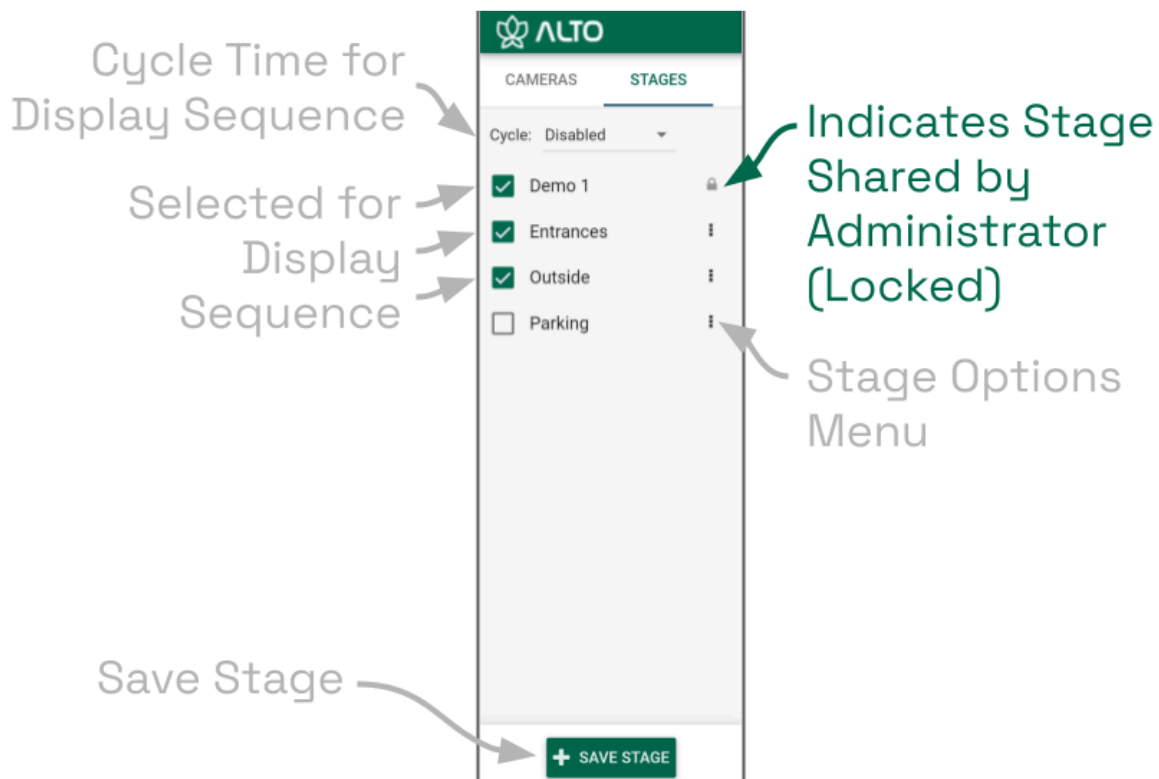 ALTO
CAMERAS STAGES
Cycle: Disabled
Demo 1
Entrances
Outside
Parking
+ SAVE STAGE
Cycle Time for
Display Sequence
Selected for
Display
Sequence
Save Stage
Indicates Stage
Shared by
Administrator
(Locked)
Stage Options
Menu